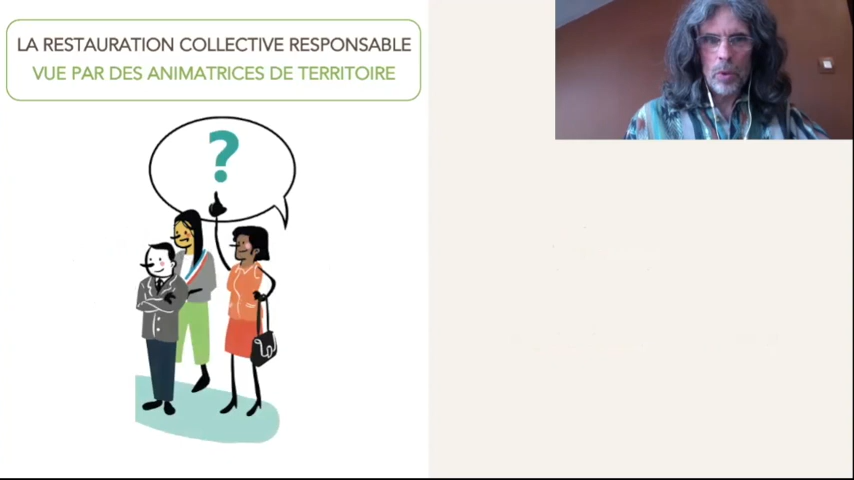 LA RESTAURATION COLLECTIVE RESPONSABLE
VUE PAR DES ANIMATRICES DE TERRITOIRE
?